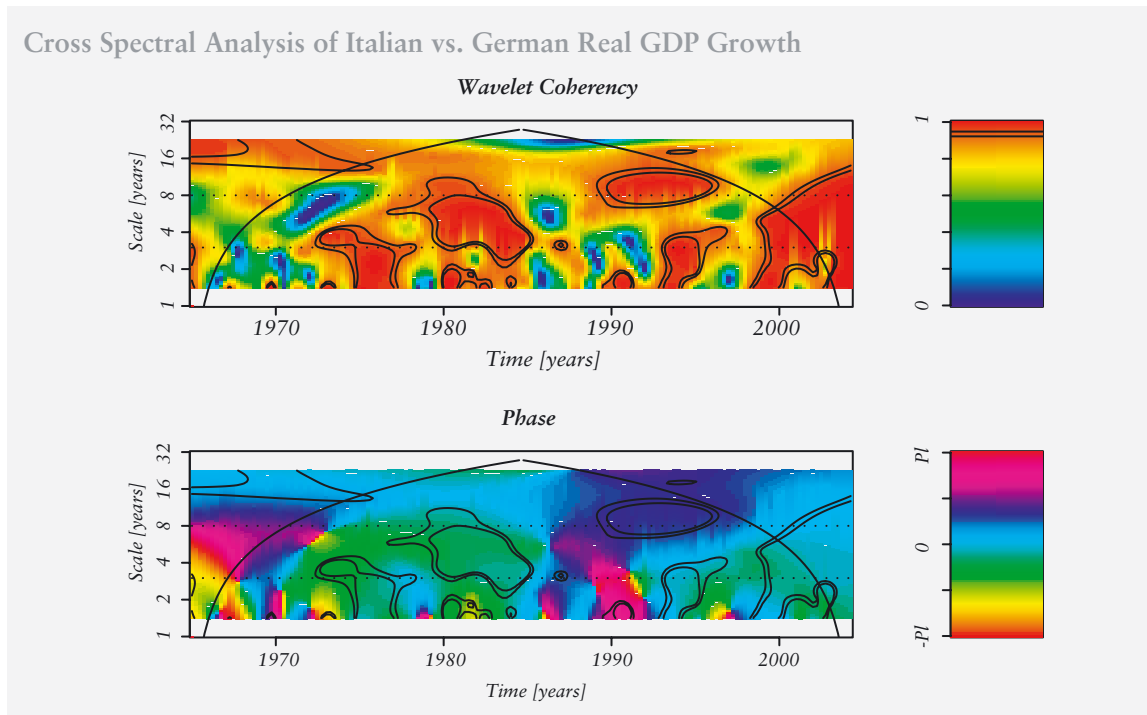 Cross Spectral Analysis of Italian vs. German Real GDP Growth
Wavelet Coherency
Scale [years]
32
16
8
4
2
1
1970 1980 1990 2000
Time [years]
1
0
Phase
Scale [years]
32
16
8
4
2
1
1970 1980 1990 2000
Time [years]
PI
0
-PI